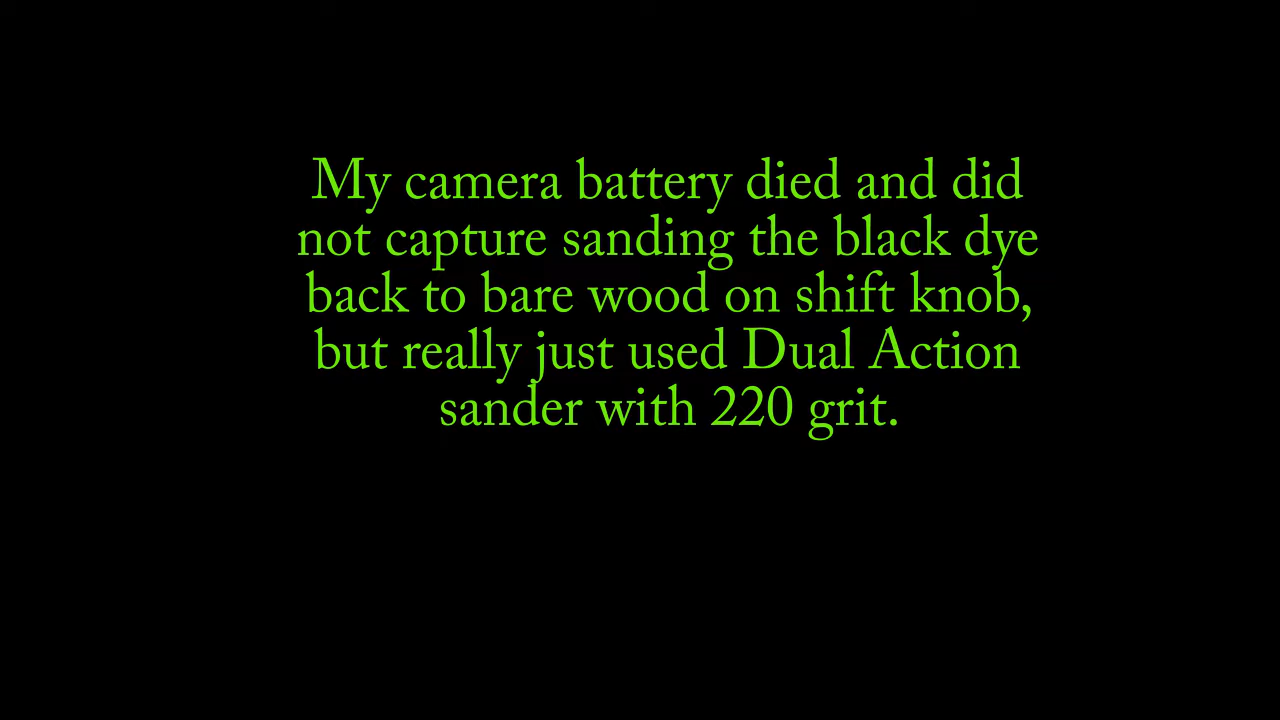 My camera battery died and did
not capture sanding the black dye
back to bare wood on shift knob,
but really just used Dual Action
sander with 220 grit.